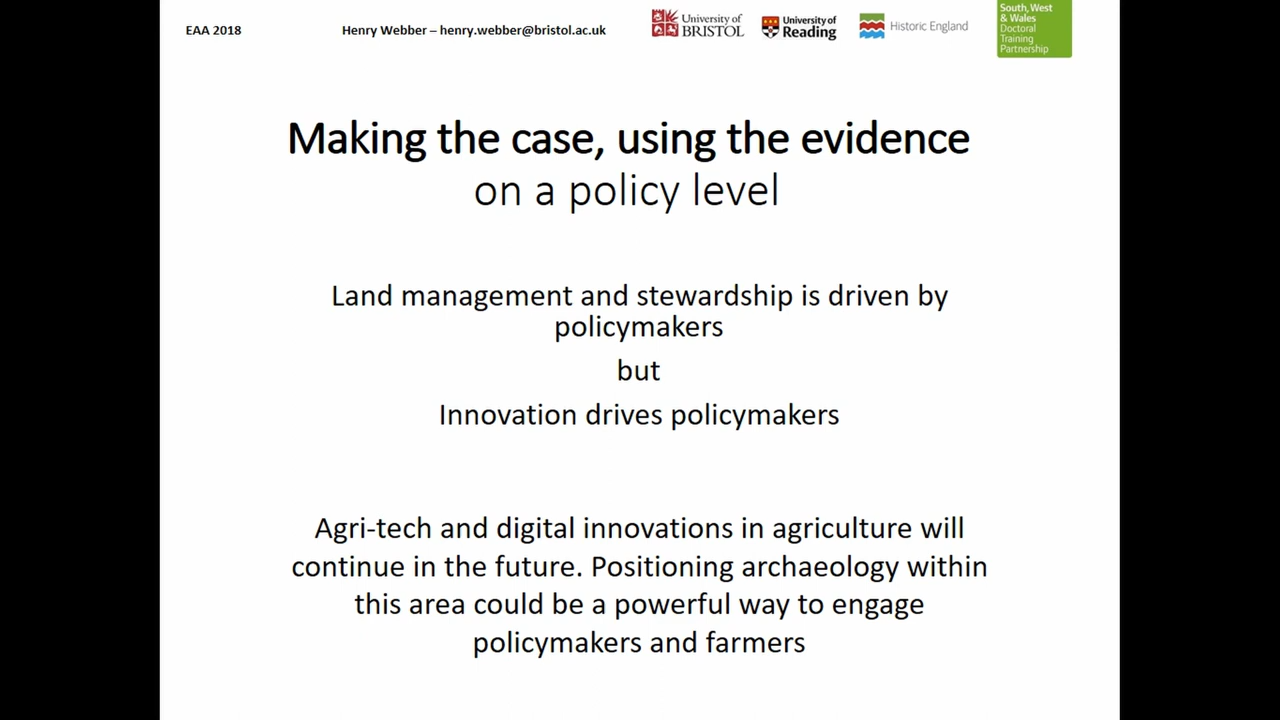 EAA 2018
Henry Webber – henry.webber@bristol.ac.uk
University of
BRISTOL
University of
Reading
Historic England
South, West
& Wales
Doctoral
Training
Partnership
Making the case, using the evidence
on a policy level
Land management and stewardship is driven by
policymakers
but
Innovation drives policymakers
Agri-tech and digital innovations in agriculture will
continue in the future. Positioning archaeology within
this area could be a powerful way to engage
policymakers and farmers